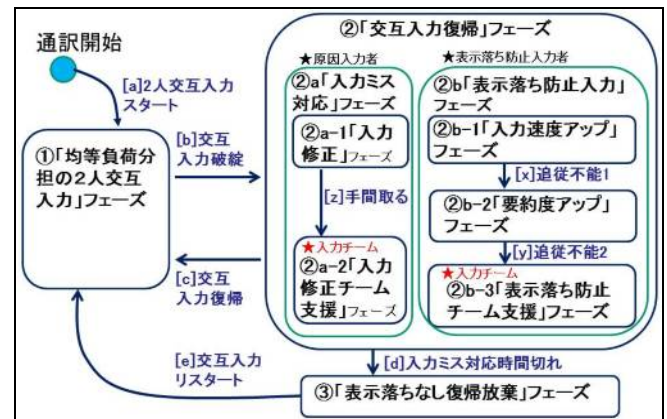 通訳開始
[a]2人交互入力
スタート
①「均等負荷分
担の2人交互
入力」フェーズ
[b]交互
入力破綻
[c]交互
入力復帰
②「交互入力復帰」フェーズ
★原因入力者
②a「入力ミス
対応」フェーズ
②a-1「入力
修正」フェーズ
[z]手間取る
★入力チーム
②a-2「入力
修正チーム
支援」フェーズ
★表示落ち防止入力者
②b「表示落ち防止入力」
フェーズ
②b-1「入力速度アップ」
フェーズ
[x]追従不能1
②b-2「要約度アップ」
フェーズ
[y]追従不能2
★入力チーム
②b-3「表示落ち防止
チーム支援」フェーズ
[d]入力ミス対応時間切れ
[e]交互入力
リスタート
③「表示落ちなし復帰放棄」フェーズ